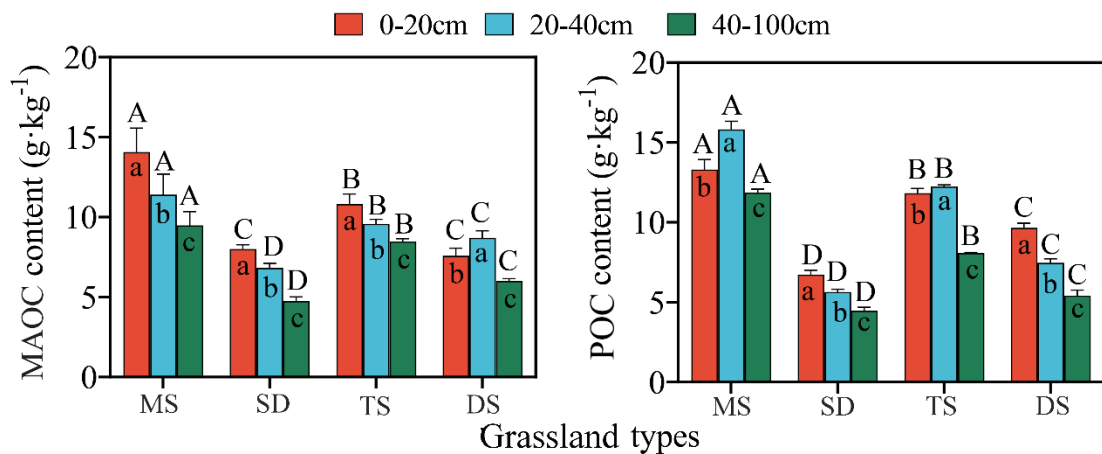 0-20cm 20-40cm 40-100cm
MAOC content (g·kg⁻¹)
20
15
10
5
0
A A A
a b c
C D D
a b c
B B B
a b c
C C C
b a c
MS SD TS DS
POC content (g·kg⁻¹)
20
15
10
5
0
A A A
b a c
D D D
a b c
B B B
b a c
C C C
a b c
MS SD TS DS
Grassland types